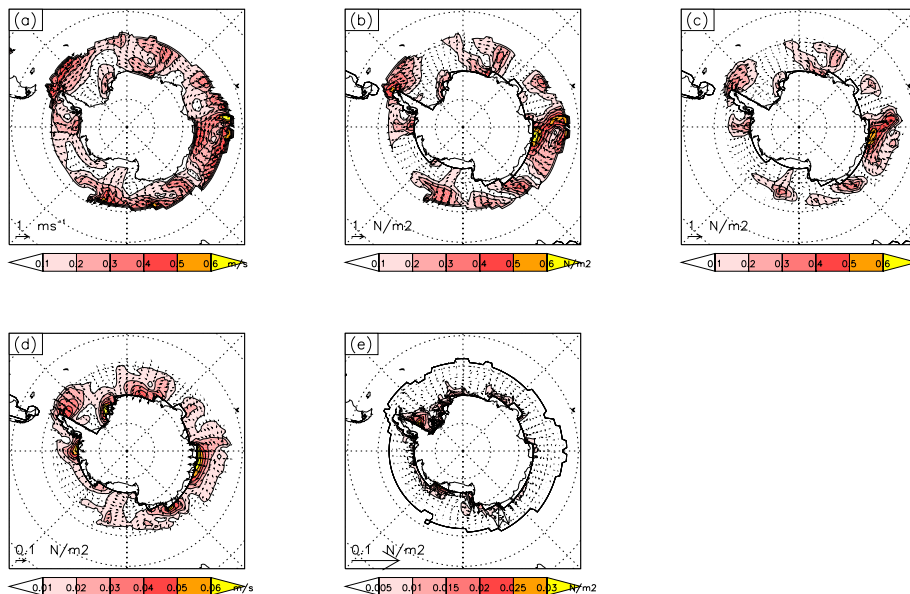 (a)
(b)
(c)
1 ms⁻¹
1 N/m2
1 N/m2
0.1 0.2 0.3 0.4 0.5 0.6 m/s
0.1 0.2 0.3 0.4 0.5 0.6 N/m2
0.1 0.2 0.3 0.4 0.5 0.6
(d)
(e)
0.1 N/m2
0.1 N/m2
0.01 0.02 0.03 0.04 0.05 0.06 m/s
0.005 0.01 0.015 0.02 0.025 0.03 N/m2